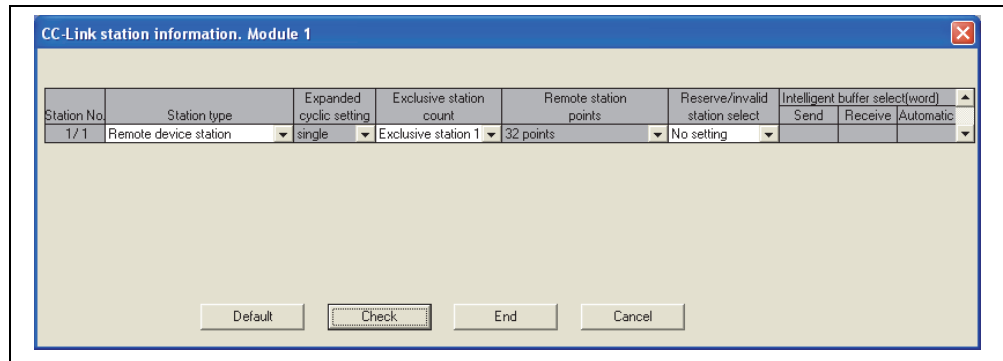 CC-Link station information. Module 1
Expanded Exclusive station Remote station Reserve/invalid Intelligent buffer select(word)
Station No. Station type cyclic setting count points station select Send Receive Automatic
1/1 Remote device station single Exclusive station 1 32 points No setting
Default Check End Cancel